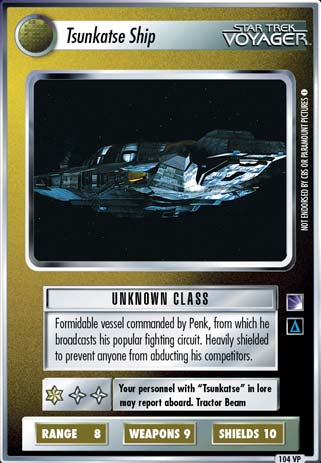 Tsunkatse Ship
STAR TREK
VOYAGER
NOT ENDORSED BY CBS OR PARAMOUNT PICTURES
UNKNOWN CLASS
Formidable vessel commanded by Penk, from which he
broadcasts his popular fighting circuit. Heavily shielded
to prevent anyone from abducting his competitors.
Your personnel with "Tsunkatse" in lore
may report aboard. Tractor Beam
RANGE 8
WEAPONS 9
SHIELDS 10
104 VP